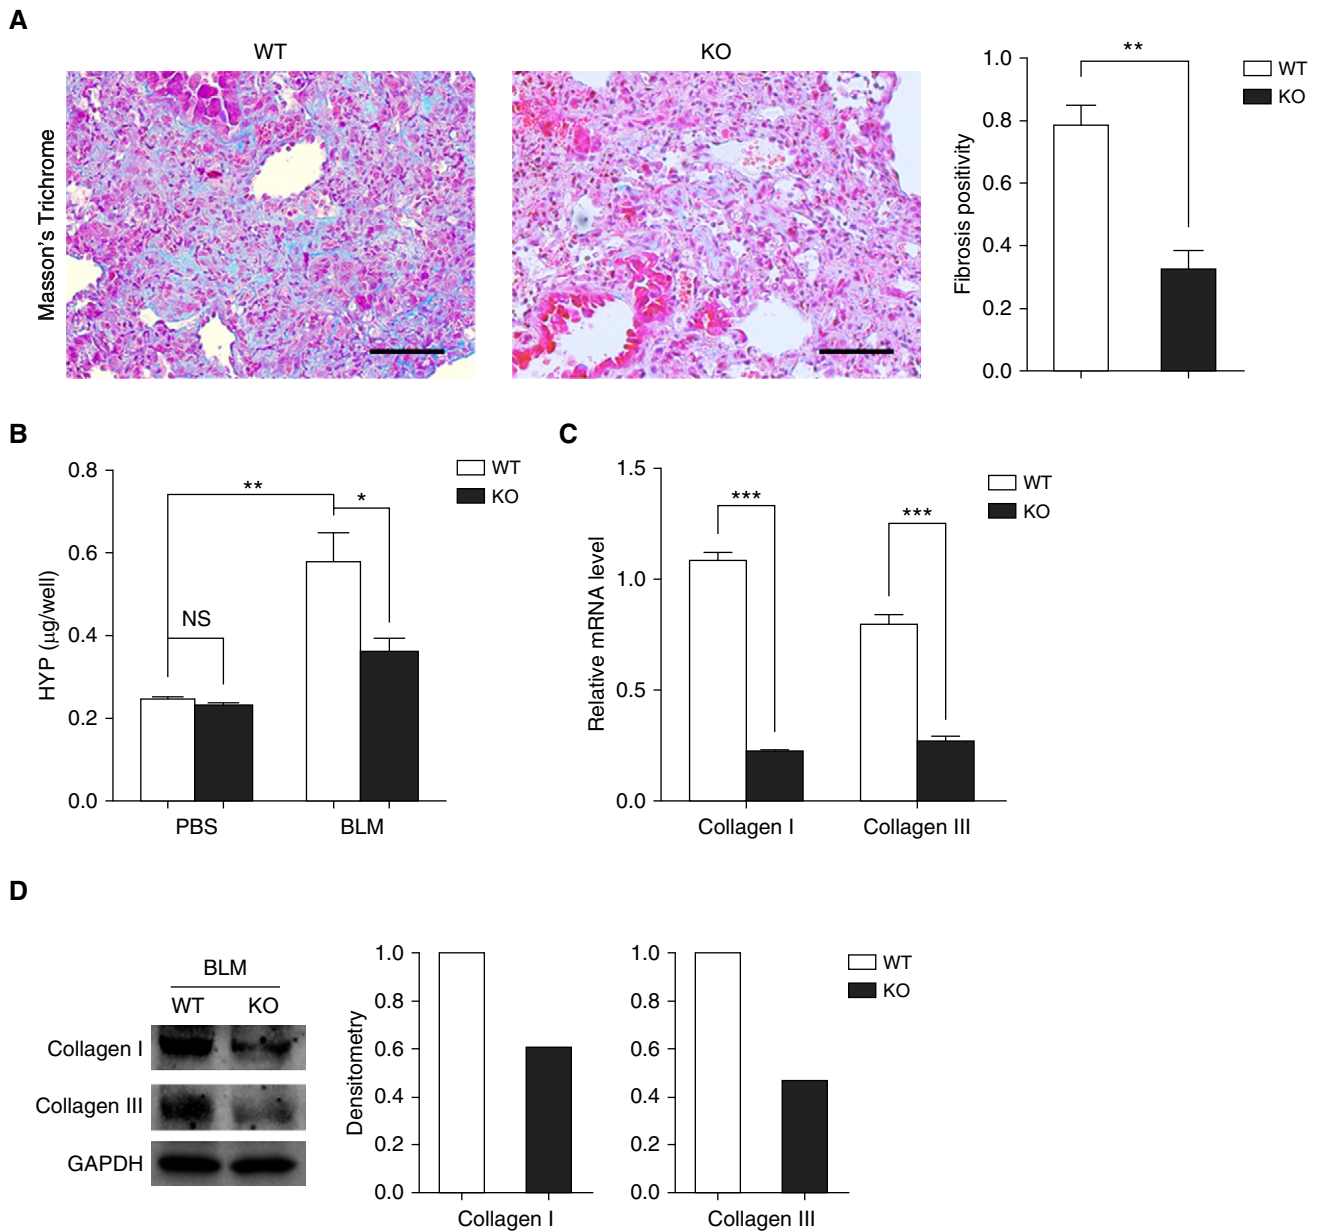 A
WT
KO
Masson's Trichrome
Fibrosis positivity
1.0
0.8
0.6
0.4
0.2
0.0
**
WT
KO
B
HYP (µg/well)
0.8
0.6
0.4
0.2
0.0
**
*
NS
PBS
BLM
WT
KO
C
Relative mRNA level
1.5
1.0
0.5
0.0
***
***
Collagen I
Collagen III
WT
KO
D
BLM
WT
KO
Collagen I
Collagen III
GAPDH
Densitometry
1.0
0.8
0.6
0.4
0.2
0.0
Collagen I
1.0
0.8
0.6
0.4
0.2
0.0
Collagen III
WT
KO